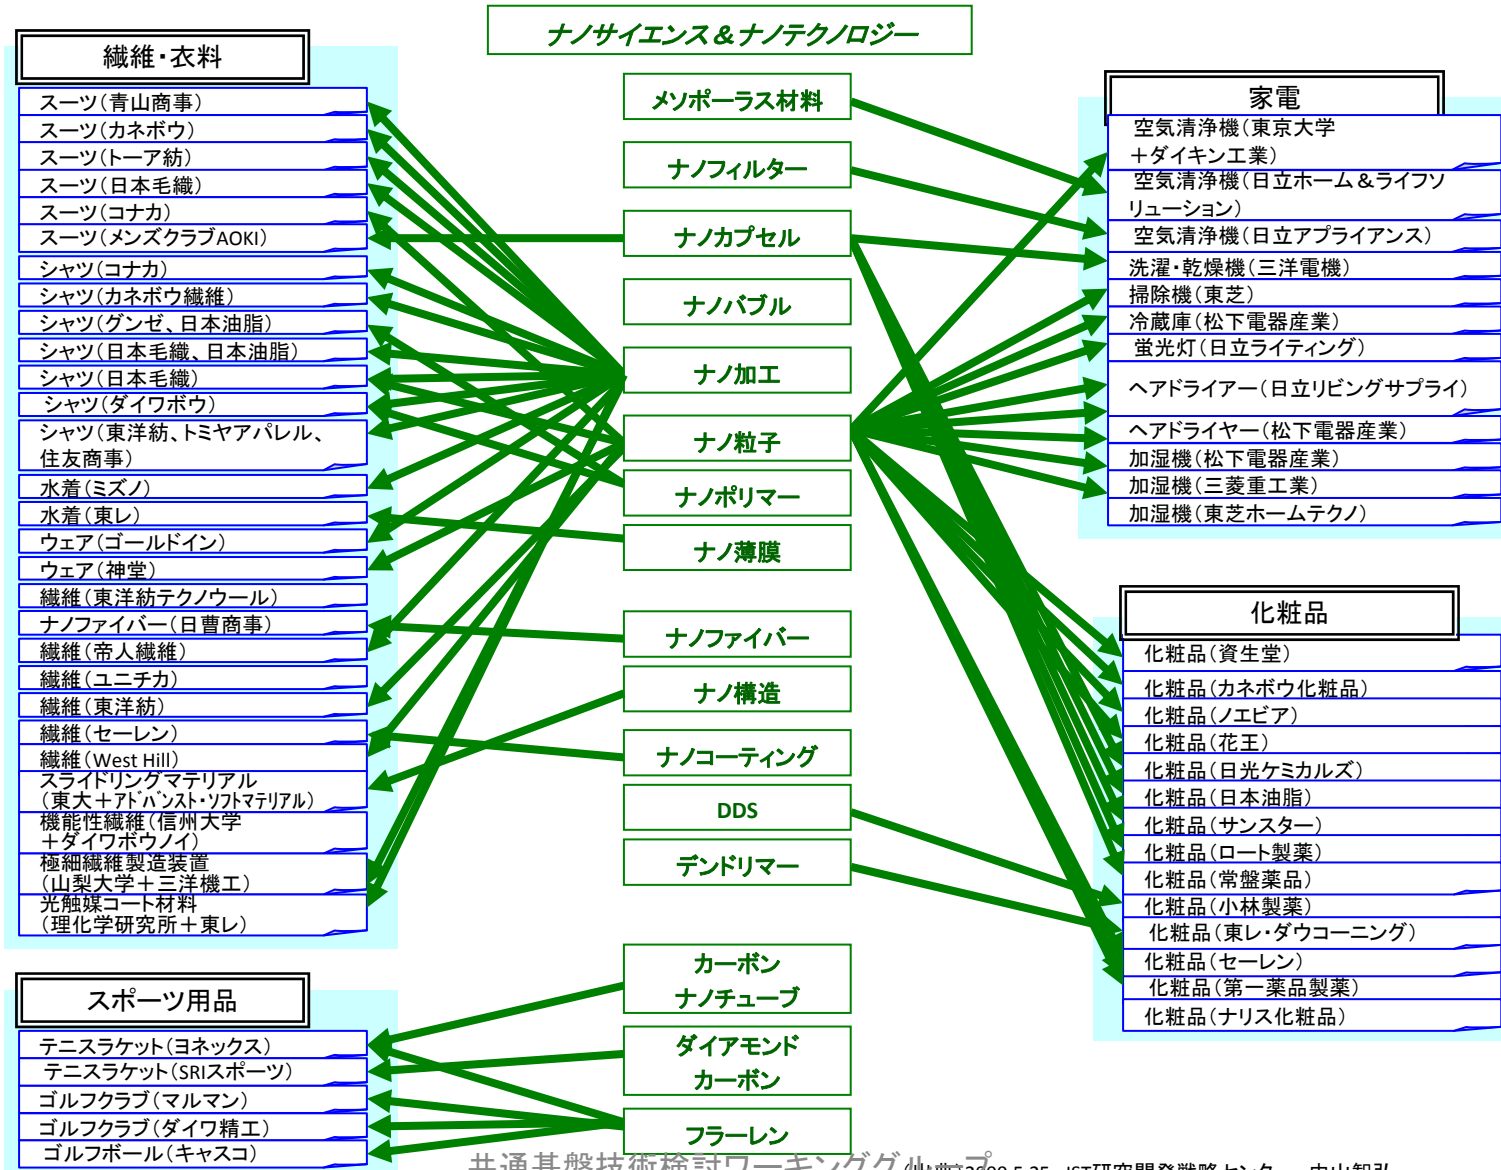 ナノサイエンス＆ナノテクノロジー
繊維・衣料
スーツ（青山商事）
スーツ（カネボウ）
スーツ（トーア紡）
スーツ（日本毛織）
スーツ（コナカ）
スーツ（メンズクラブAOKI）
シャツ（コナカ）
シャツ（カネボウ繊維）
シャツ（グンゼ、日本油脂）
シャツ（日本毛織、日本油脂）
シャツ（日本毛織）
シャツ（ダイワボウ）
シャツ（東洋紡、トミヤアパレル、
住友商事）
水着（ミズノ）
水着（東レ）
ウェア（ゴールドイン）
ウェア（神堂）
繊維（東洋紡テクノウール）
ナノファイバー（日曹商事）
繊維（帝人繊維）
繊維（ユニチカ）
繊維（東洋紡）
繊維（セーレン）
繊維（West Hill）
スライドリングマテリアル
（東大＋アドバンスト・ソフトマテリアル）
機能性繊維（信州大学
＋ダイワボウノイ）
極細繊維製造装置
（山梨大学＋三洋機工）
光触媒コート材料
（理化学研究所＋東レ）
スポーツ用品
テニスラケット（ヨネックス）
テニスラケット（SRIスポーツ）
ゴルフクラブ（マルマン）
ゴルフクラブ（ダイワ精工）
ゴルフボール（キャスコ）
メソポーラス材料
ナノフィルター
ナノカプセル
ナノバブル
ナノ加工
ナノ粒子
ナノポリマー
ナノ薄膜
ナノファイバー
ナノ構造
ナノコーティング
DDS
デンドリマー
カーボン
ナノチューブ
ダイアモンド
カーボン
フラーレン
家電
空気清浄機（東京大学
＋ダイキン工業）
空気清浄機（日立ホーム＆ライフソ
リューション）
空気清浄機（日立アプライアンス）
洗濯・乾燥機（三洋電機）
掃除機（東芝）
冷蔵庫（松下電器産業）
蛍光灯（日立ライティング）
ヘアドライアー（日立リビングサプライ）
ヘアドライヤー（松下電器産業）
加湿機（松下電器産業）
加湿機（三菱重工業）
加湿機（東芝ホームテクノ）
化粧品
化粧品（資生堂）
化粧品（カネボウ化粧品）
化粧品（ノエビア）
化粧品（花王）
化粧品（日光ケミカルズ）
化粧品（日本油脂）
化粧品（サンスター）
化粧品（ロート製薬）
化粧品（常盤薬品）
化粧品（小林製薬）
化粧品（東レ・ダウコーニング）
化粧品（セーレン）
化粧品（第一薬品製薬）
化粧品（ナリス化粧品）
共通基盤技術検討ワーキンググループ
JST研究開発戦略センター 中山智弘